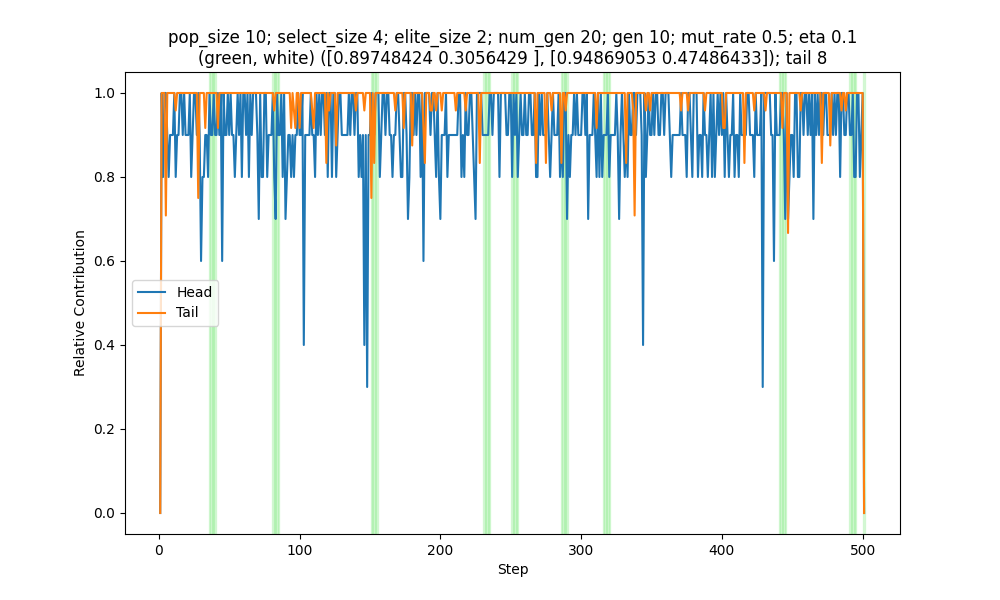 pop_size 10; select_size 4; elite_size 2; num_gen 20; gen 10; mut_rate 0.5; eta 0.1
(green, white) ([0.89748424 0.3056429 ], [0.94869053 0.47486433]); tail 8
1.0
0.8
0.6
0.4
0.2
0.0
Relative Contribution
Head
Tail
0
100
200
300
400
500
Step